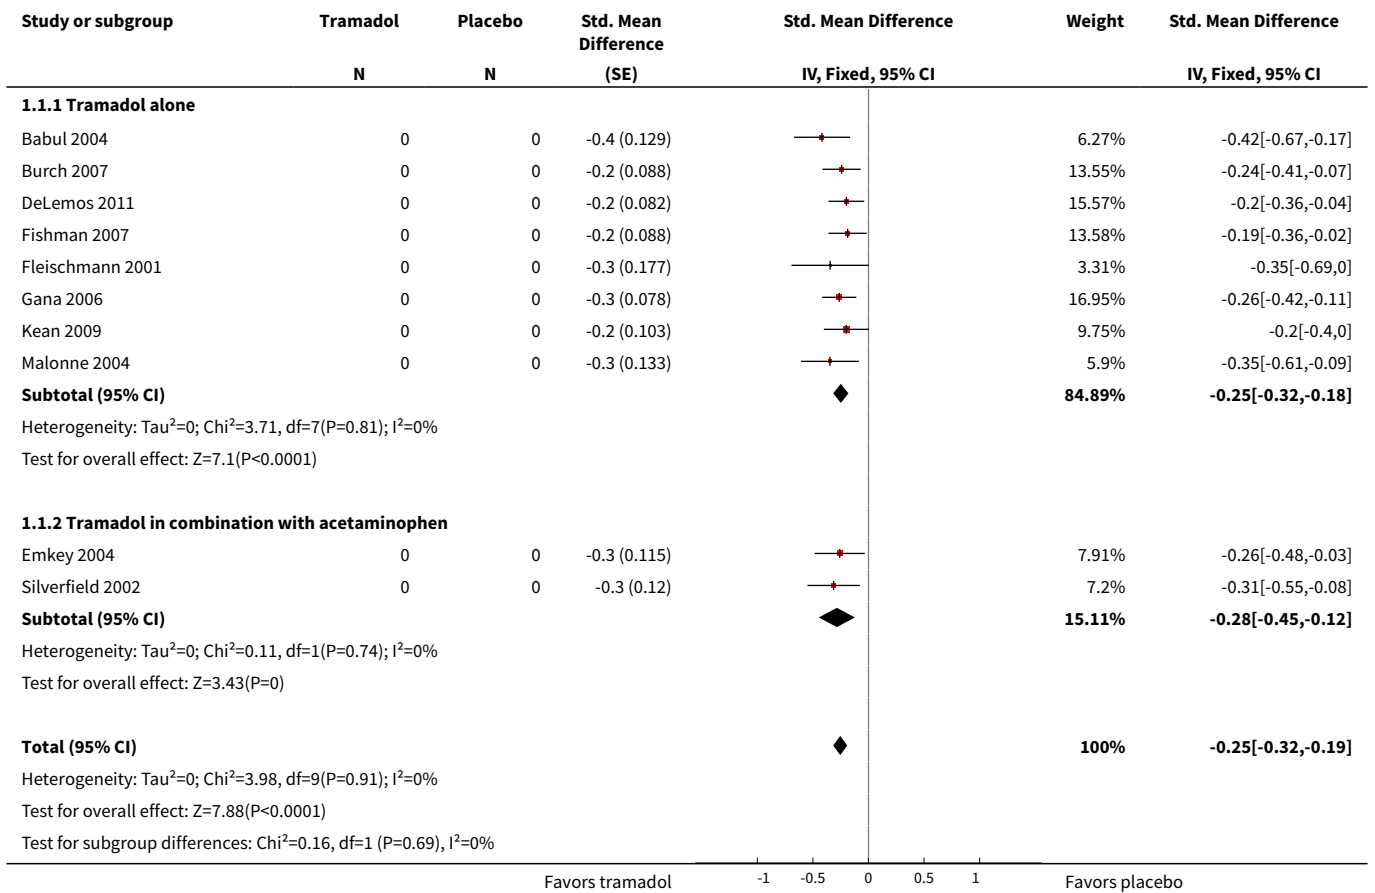 Study or subgroup Tramadol Placebo Std. Mean Difference Std. Mean Difference Weight Std. Mean Difference
N N (SE) IV, Fixed, 95% CI IV, Fixed, 95% CI
1.1.1 Tramadol alone
Babul 2004 0 0 -0.4 (0.129) 6.27% -0.42[-0.67,-0.17]
Burch 2007 0 0 -0.2 (0.088) 13.55% -0.24[-0.41,-0.07]
DeLemos 2011 0 0 -0.2 (0.082) 15.57% -0.2[-0.36,-0.04]
Fishman 2007 0 0 -0.2 (0.088) 13.58% -0.19[-0.36,-0.02]
Fleischmann 2001 0 0 -0.3 (0.177) 3.31% -0.35[-0.69,0]
Gana 2006 0 0 -0.3 (0.078) 16.95% -0.26[-0.42,-0.11]
Kean 2009 0 0 -0.2 (0.103) 9.75% -0.2[-0.4,0]
Malonne 2004 0 0 -0.3 (0.133) 5.9% -0.35[-0.61,-0.09]
Subtotal (95% CI) 84.89% -0.25[-0.32,-0.18]
Heterogeneity: Tau²=0; Chi²=3.71, df=7(P=0.81); I²=0%
Test for overall effect: Z=7.1(P<0.0001)
1.1.2 Tramadol in combination with acetaminophen
Emkey 2004 0 0 -0.3 (0.115) 7.91% -0.26[-0.48,-0.03]
Silverfield 2002 0 0 -0.3 (0.12) 7.2% -0.31[-0.55,-0.08]
Subtotal (95% CI) 15.11% -0.28[-0.45,-0.12]
Heterogeneity: Tau²=0; Chi²=0.11, df=1(P=0.74); I²=0%
Test for overall effect: Z=3.43(P=0)
Total (95% CI) 100% -0.25[-0.32,-0.19]
Heterogeneity: Tau²=0; Chi²=3.98, df=9(P=0.91); I²=0%
Test for overall effect: Z=7.88(P<0.0001)
Test for subgroup differences: Chi²=0.16, df=1 (P=0.69), I²=0%
Favors tramadol -1 -0.5 0 0.5 1 Favors placebo